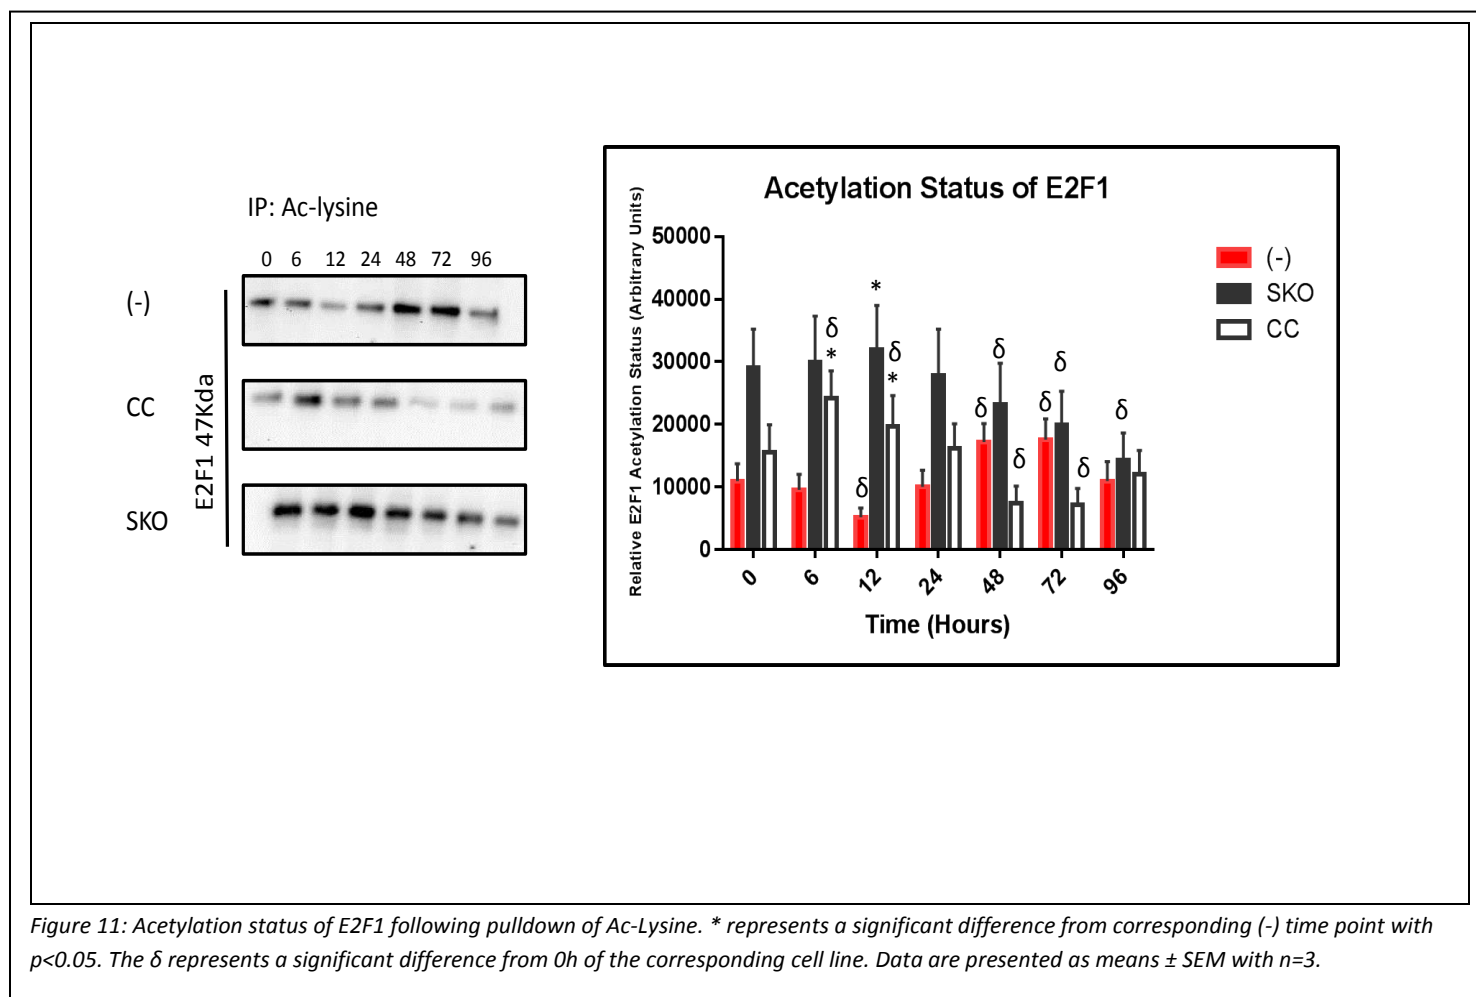 IP: Ac-lysine
0 6 12 24 48 72 96
(-)
CC
SKO
E2F1 47Kda
Acetylation Status of E2F1
Relative E2F1 Acetylation Status (Arbitrary Units)
50000
40000
30000
20000
10000
0
δ
*
*
δ
*
δ
δ
δ
δ
δ
δ
δ
δ
0 6 12 24 48 72 96
Time (Hours)
(-)
SKO
CC
Figure 11: Acetylation status of E2F1 following pulldown of Ac-Lysine. * represents a significant difference from corresponding (-) time point with
p<0.05. The δ represents a significant difference from 0h of the corresponding cell line. Data are presented as means ± SEM with n=3.